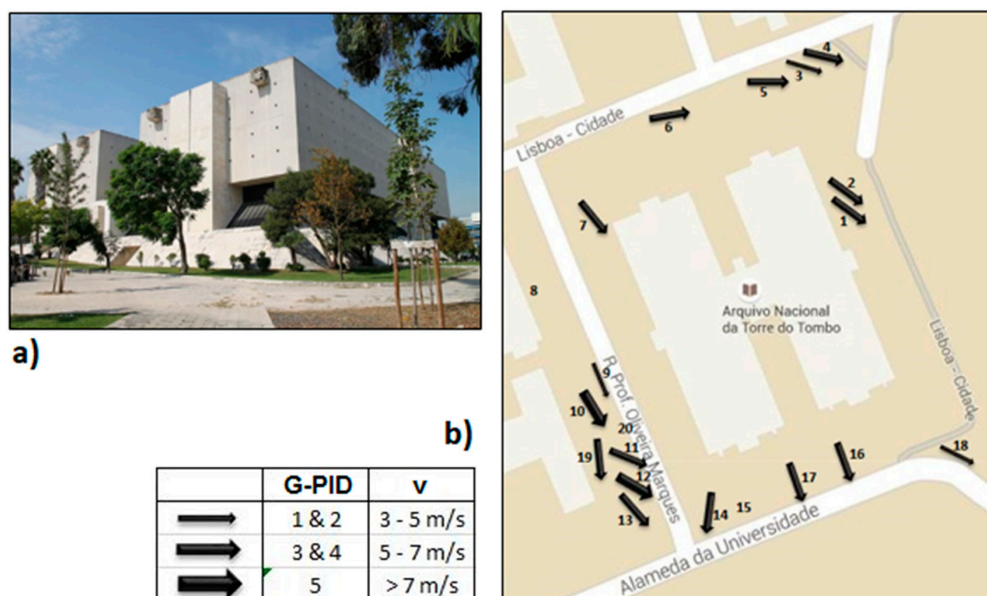 a)
b)
G-PID v
1 & 2 3 - 5 m/s
3 & 4 5 - 7 m/s
5 > 7 m/s
4
3
5
6
Lisboa - Cidade
2
1
7
8
Arquivo Nacional
da Torre do Tombo
Lisboa - Cidade
R. Prof. Oliveira Marques
9
10
20
11
19
12
13
14
15
16
17
18
Alameda da Universidade